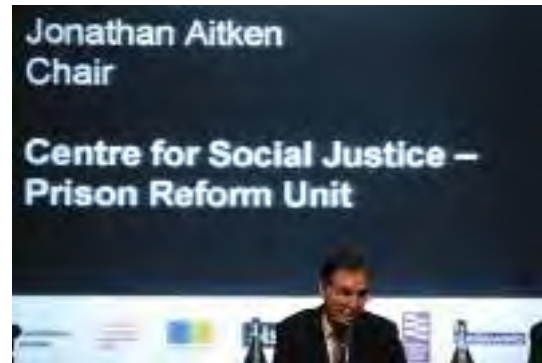 Jonathan Aitken
Chair
Centre for Social Justice –
Prison Reform Unit